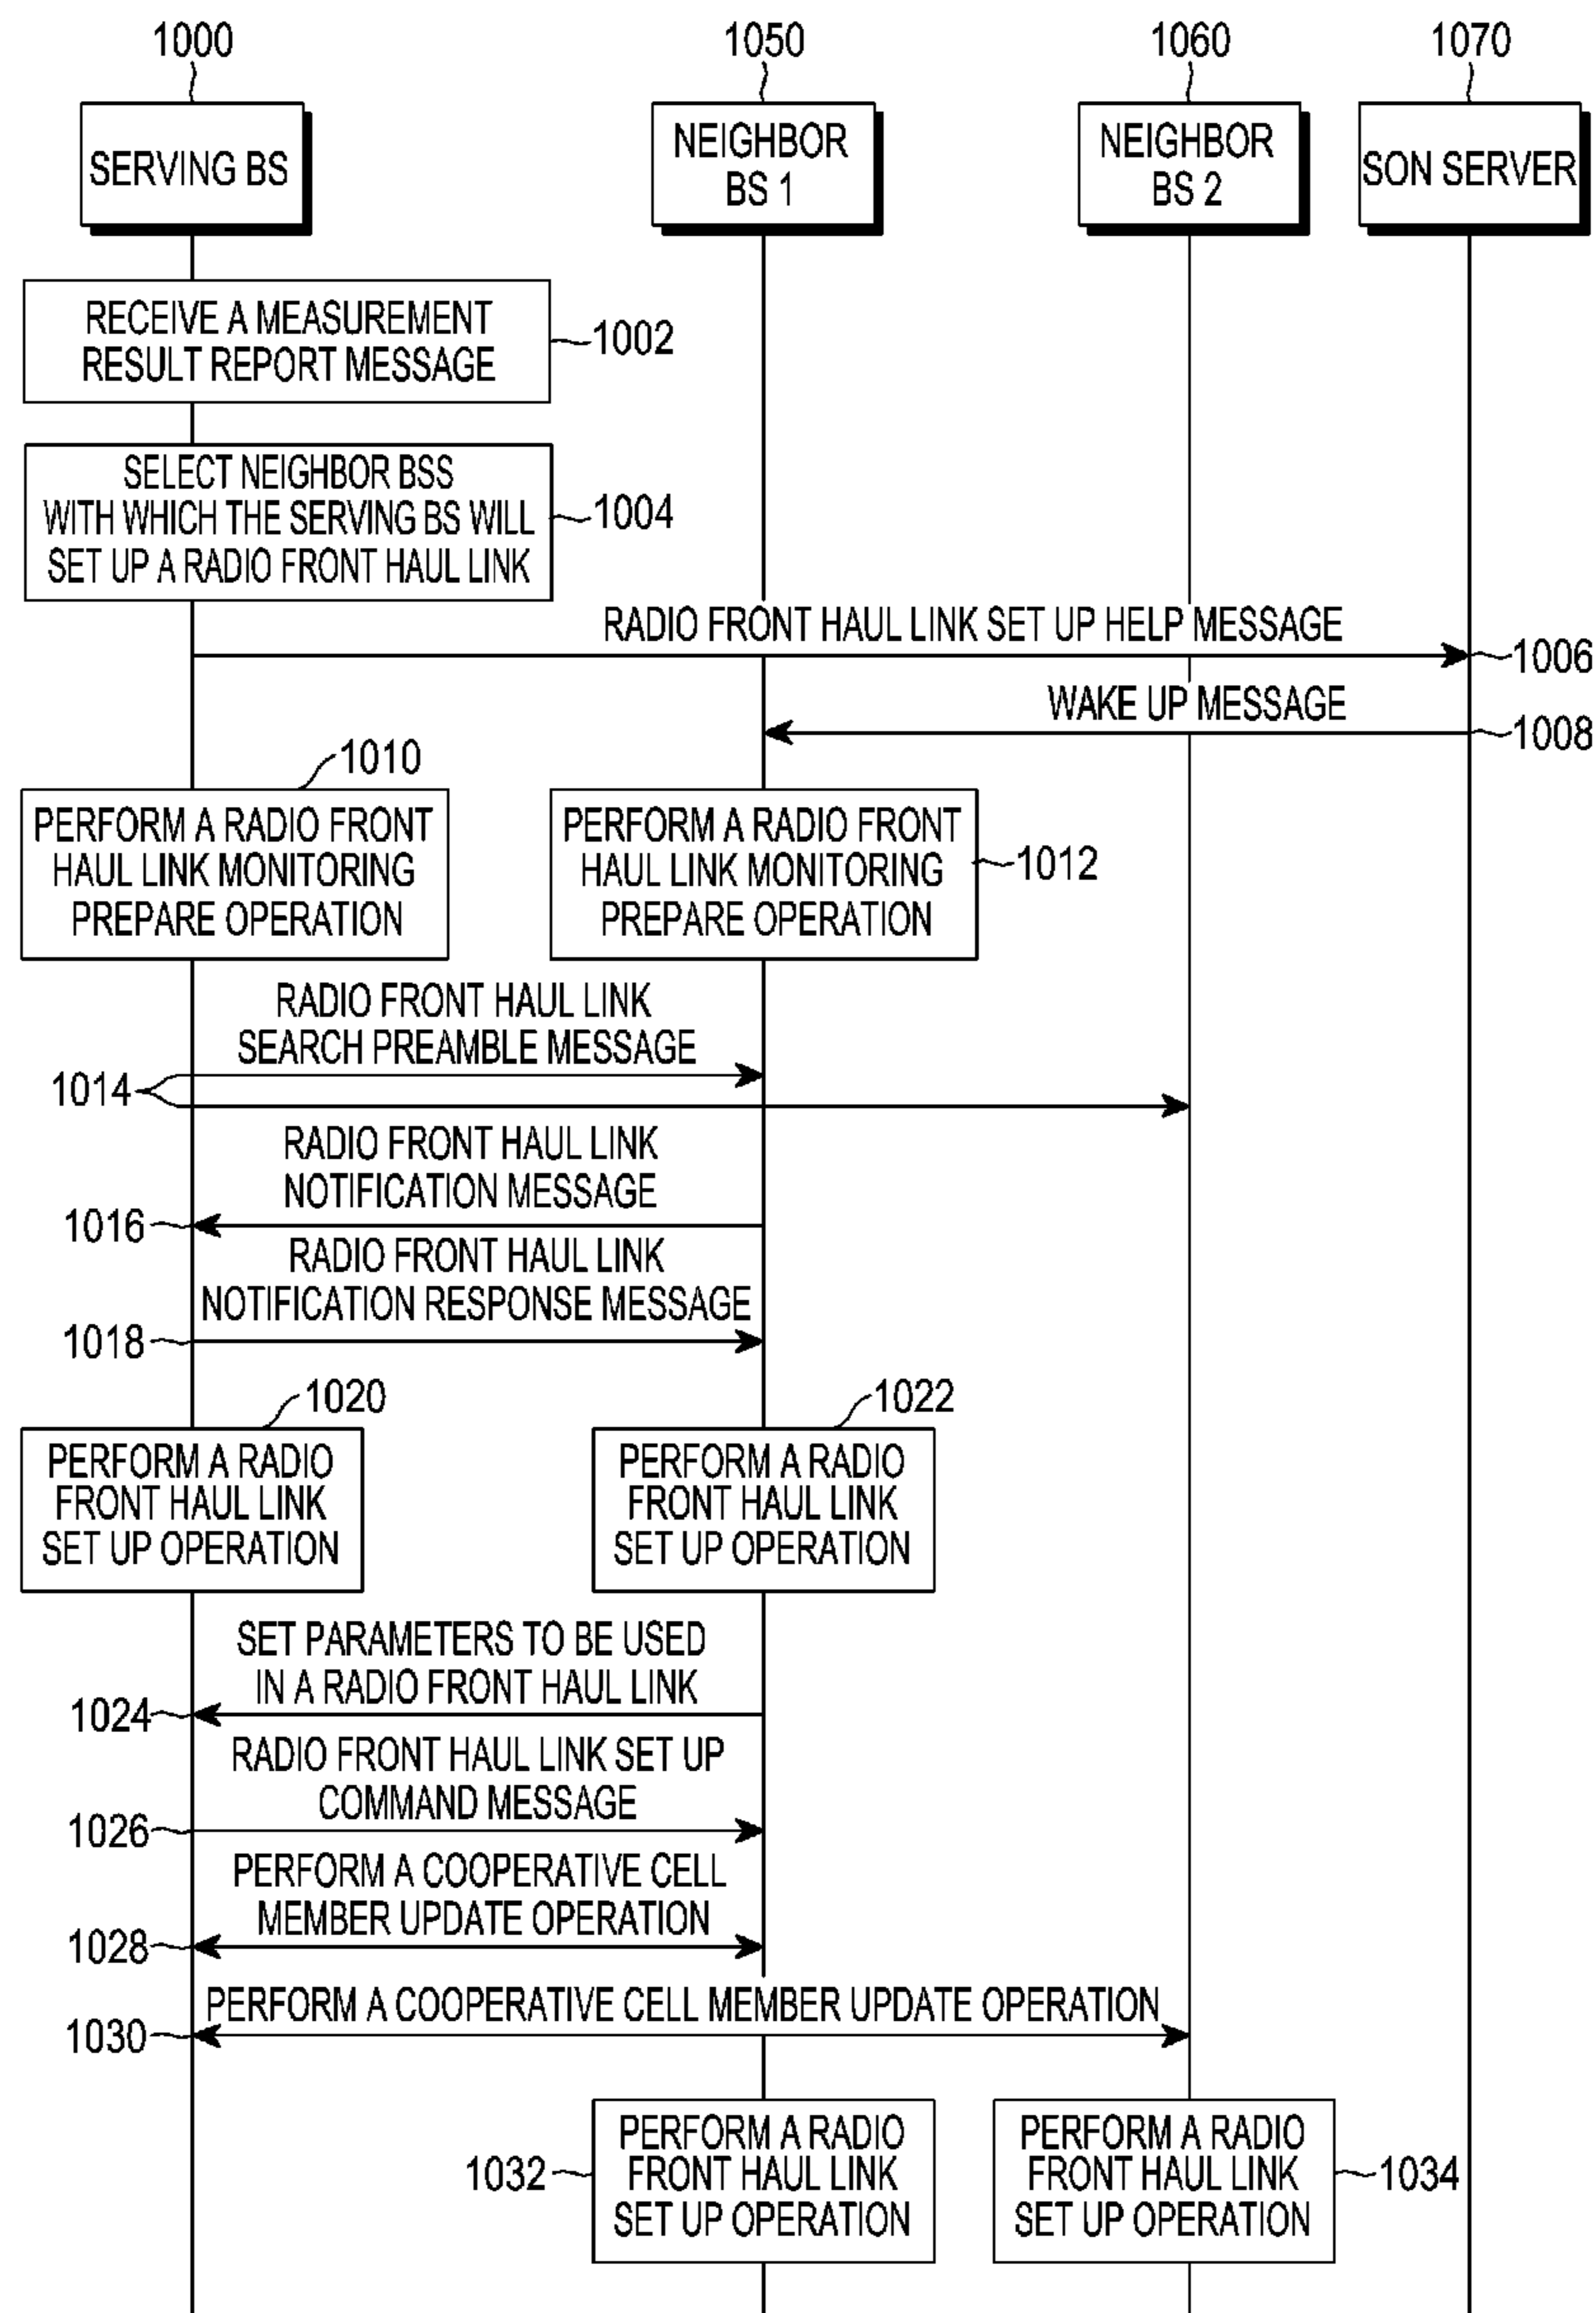 1000
1050
1060
1070
SERVING BS
NEIGHBOR
BS 1
NEIGHBOR
BS 2
SON SERVER
RECEIVE A MEASUREMENT
RESULT REPORT MESSAGE
1002
SELECT NEIGHBOR BSS
WITH WHICH THE SERVING BS WILL
SET UP A RADIO FRONT HAUL LINK
1004
RADIO FRONT HAUL LINK SET UP HELP MESSAGE
1006
WAKE UP MESSAGE
1008
1010
PERFORM A RADIO FRONT
HAUL LINK MONITORING
PREPARE OPERATION
PERFORM A RADIO FRONT
HAUL LINK MONITORING
PREPARE OPERATION
1012
RADIO FRONT HAUL LINK
SEARCH PREAMBLE MESSAGE
1014
RADIO FRONT HAUL LINK
NOTIFICATION MESSAGE
1016
RADIO FRONT HAUL LINK
NOTIFICATION RESPONSE MESSAGE
1018
1020
1022
PERFORM A RADIO
FRONT HAUL LINK
SET UP OPERATION
PERFORM A RADIO
FRONT HAUL LINK
SET UP OPERATION
SET PARAMETERS TO BE USED
IN A RADIO FRONT HAUL LINK
1024
RADIO FRONT HAUL LINK SET UP
COMMAND MESSAGE
1026
PERFORM A COOPERATIVE CELL
MEMBER UPDATE OPERATION
1028
PERFORM A COOPERATIVE CELL MEMBER UPDATE OPERATION
1030
1032
PERFORM A RADIO
FRONT HAUL LINK
SET UP OPERATION
PERFORM A RADIO
FRONT HAUL LINK
SET UP OPERATION
1034